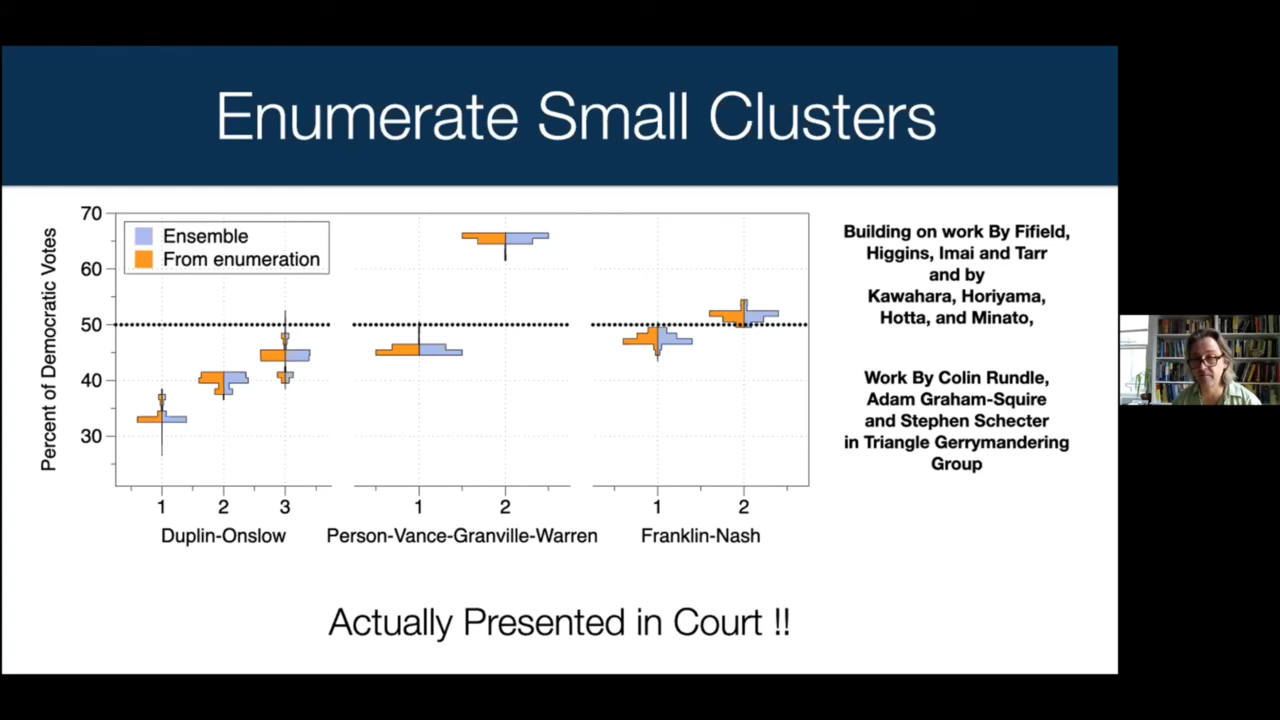 Enumerate Small Clusters
Percent of Democratic Votes
70
60
50
40
30
Ensemble
From enumeration
1
2
3
1
2
1
2
Duplin-Onslow
Person-Vance-Granville-Warren
Franklin-Nash
Building on work By Fifield,
Higgins, Imai and Tarr
and by
Kawahara, Horiyama,
Hotta, and Minato,
Work By Colin Rundle,
Adam Graham-Squire
and Stephen Schecter
in Triangle Gerrymandering
Group
Actually Presented in Court !!